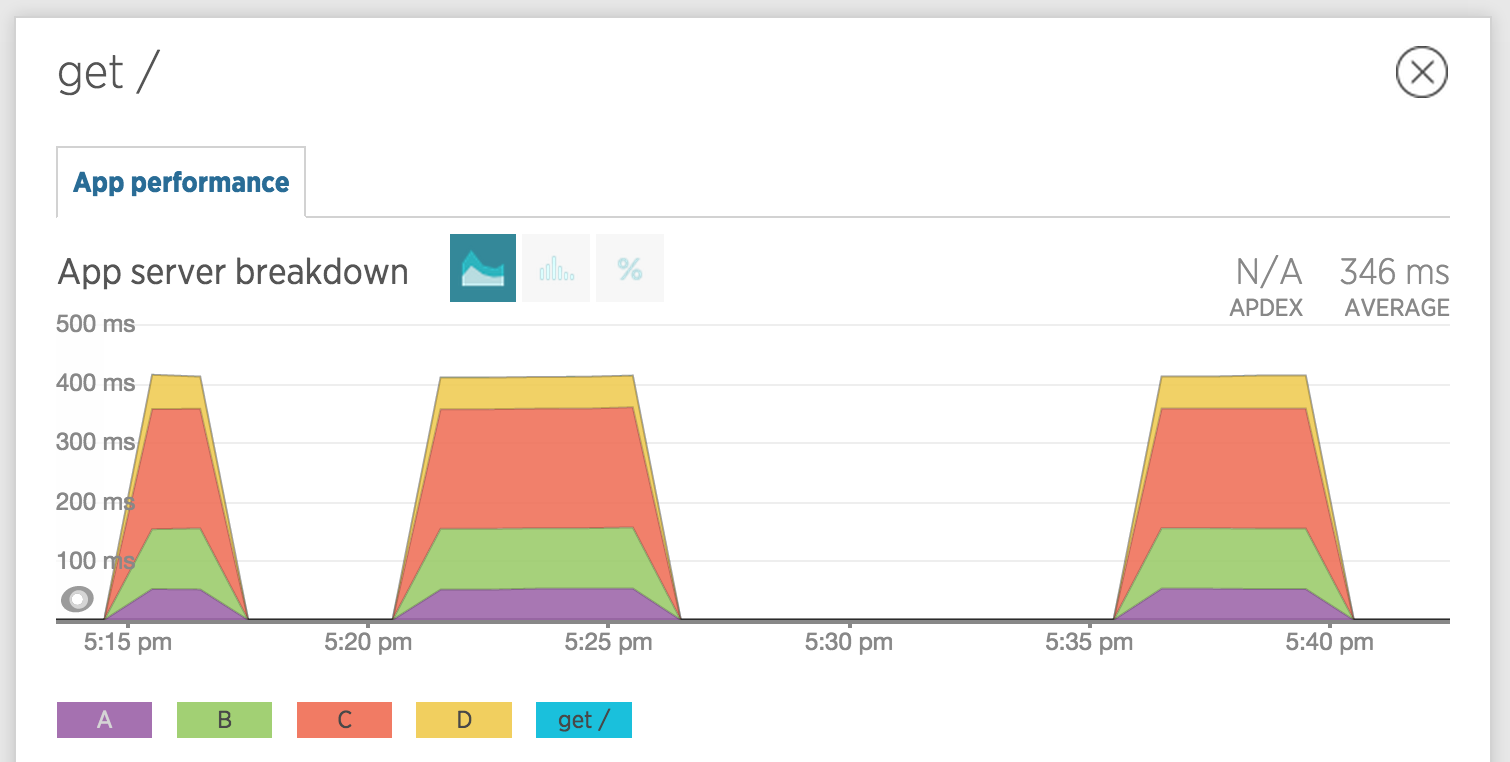 get /
App performance
App server breakdown
%
N/A
346 ms
APDEX
AVERAGE
500 ms
400 ms
300 ms
200 ms
100 ms
5:15 pm
5:20 pm
5:25 pm
5:30 pm
5:35 pm
5:40 pm
A
B
C
D
get /